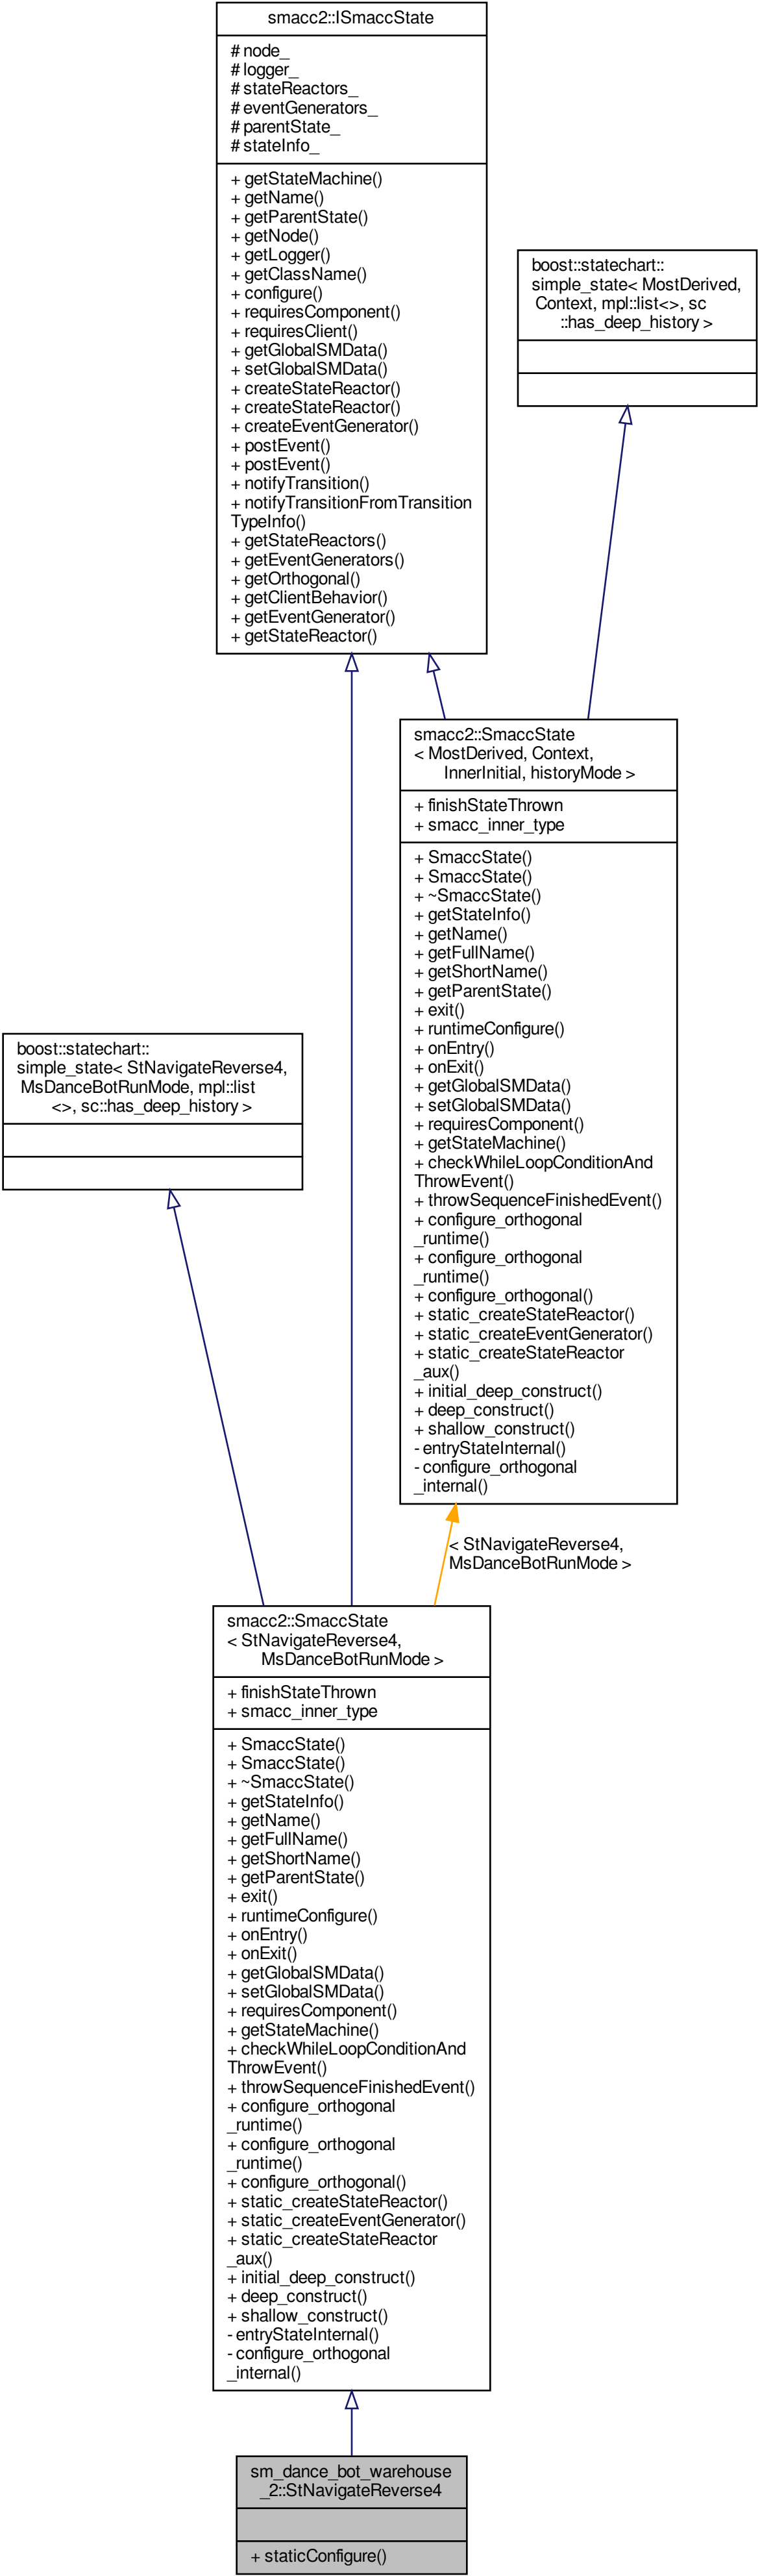 smacc2::ISmaccState
# node_
# logger_
# stateReactors_
# eventGenerators_
# parentState_
# stateInfo_
+ getStateMachine()
+ getName()
+ getParentState()
+ getNode()
+ getLogger()
+ getClassName()
+ configure()
+ requiresComponent()
+ requiresClient()
+ getGlobalSMData()
+ setGlobalSMData()
+ createStateReactor()
+ createStateReactor()
+ createEventGenerator()
+ postEvent()
+ postEvent()
+ notifyTransition()
+ notifyTransitionFromTransition
TypeInfo()
+ getStateReactors()
+ getEventGenerators()
+ getOrthogonal()
+ getClientBehavior()
+ getEventGenerator()
+ getStateReactor()
boost::statechart::
simple_state< MostDerived,
Context, mpl::list<>, sc
::has_deep_history >
smacc2::SmaccState
< MostDerived, Context,
InnerInitial, historyMode >
+ finishStateThrown
+ smacc_inner_type
+ SmaccState()
+ SmaccState()
+ ~SmaccState()
+ getStateInfo()
+ getName()
+ getFullName()
+ getShortName()
+ getParentState()
+ exit()
+ runtimeConfigure()
+ onEntry()
+ onExit()
+ getGlobalSMData()
+ setGlobalSMData()
+ requiresComponent()
+ getStateMachine()
+ checkWhileLoopConditionAnd
ThrowEvent()
+ throwSequenceFinishedEvent()
+ configure_orthogonal
_runtime()
+ configure_orthogonal
_runtime()
+ configure_orthogonal()
+ static_createStateReactor()
+ static_createEventGenerator()
+ static_createStateReactor
_aux()
+ initial_deep_construct()
+ deep_construct()
+ shallow_construct()
- entryStateInternal()
- configure_orthogonal
_internal()
boost::statechart::
simple_state< StNavigateReverse4,
MsDanceBotRunMode, mpl::list
<>, sc::has_deep_history >
< StNavigateReverse4,
MsDanceBotRunMode >
smacc2::SmaccState
< StNavigateReverse4,
MsDanceBotRunMode >
+ finishStateThrown
+ smacc_inner_type
+ SmaccState()
+ SmaccState()
+ ~SmaccState()
+ getStateInfo()
+ getName()
+ getFullName()
+ getShortName()
+ getParentState()
+ exit()
+ runtimeConfigure()
+ onEntry()
+ onExit()
+ getGlobalSMData()
+ setGlobalSMData()
+ requiresComponent()
+ getStateMachine()
+ checkWhileLoopConditionAnd
ThrowEvent()
+ throwSequenceFinishedEvent()
+ configure_orthogonal
_runtime()
+ configure_orthogonal
_runtime()
+ configure_orthogonal()
+ static_createStateReactor()
+ static_createEventGenerator()
+ static_createStateReactor
_aux()
+ initial_deep_construct()
+ deep_construct()
+ shallow_construct()
- entryStateInternal()
- configure_orthogonal
_internal()
sm_dance_bot_warehouse
_2::StNavigateReverse4
+ staticConfigure()